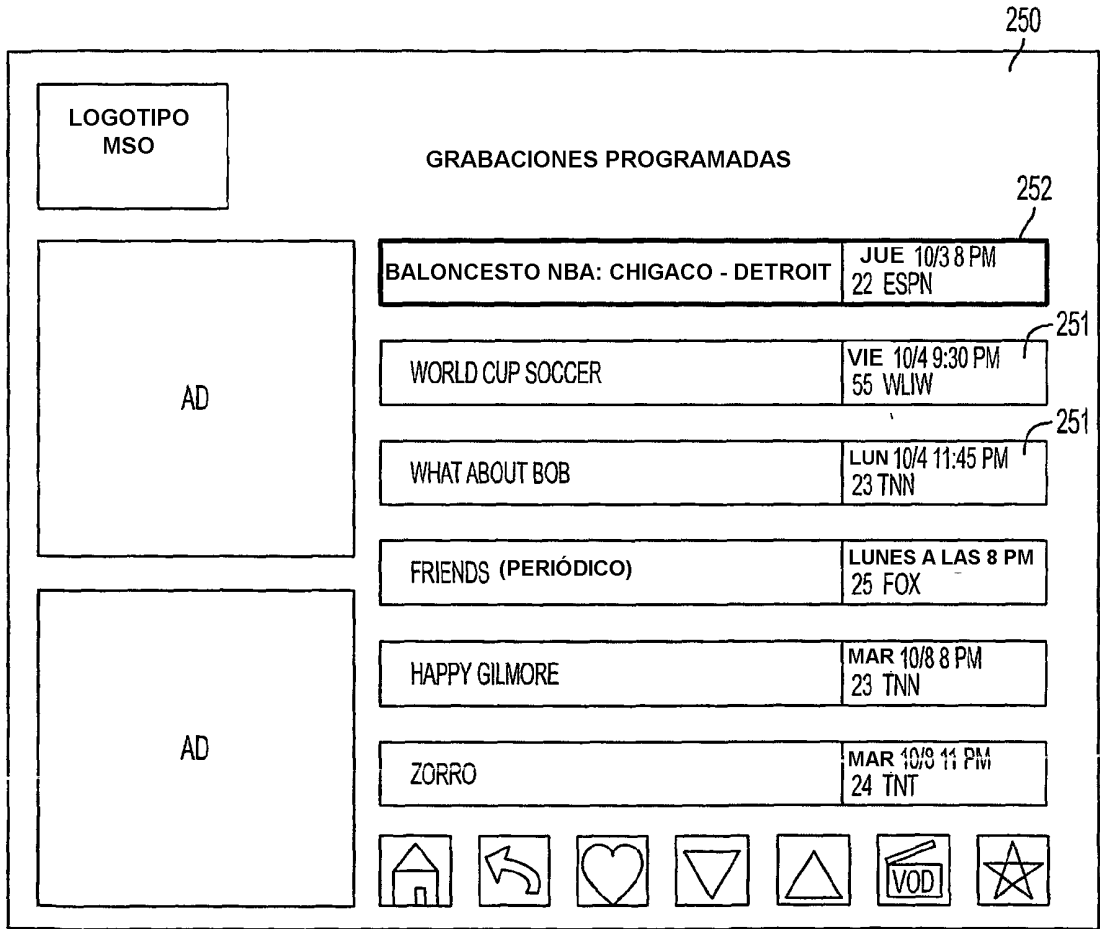 250
LOGOTIPO
MSO
GRABACIONES PROGRAMADAS
252
BALONCESTO NBA: CHIGACO - DETROIT
JUE 10/3 8 PM
22 ESPN
251
WORLD CUP SOCCER
VIE 10/4 9:30 PM
55 WLIW
251
WHAT ABOUT BOB
LUN 10/4 11:45 PM
23 TNN
FRIENDS (PERIÓDICO)
LUNES A LAS 8 PM
25 FOX
HAPPY GILMORE
MAR 10/8 8 PM
23 TNN
ZORRO
MAR 10/8 11 PM
24 TNT
AD
AD
VOD